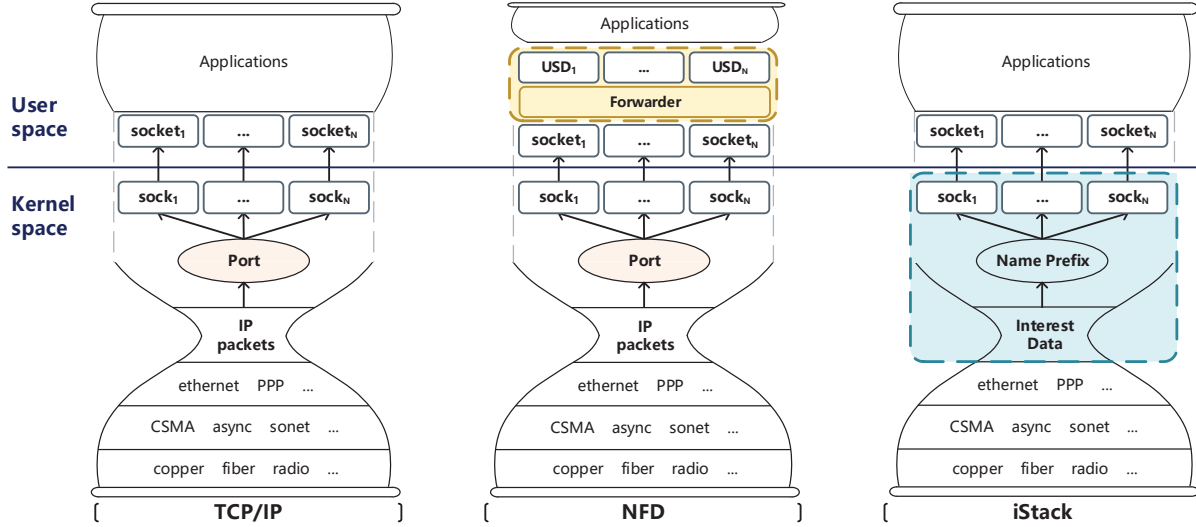 User
space
Kernel
space
Applications
socket₁ ... socketₙ
sock₁ ... sockₙ
Port
IP
packets
ethernet PPP ...
CSMA async sonet ...
copper fiber radio ...
[ TCP/IP ]
Applications
USD₁ ... USDₙ
Forwarder
socket₁ ... socketₙ
sock₁ ... sockₙ
Port
IP
packets
ethernet PPP ...
CSMA async sonet ...
copper fiber radio ...
[ NFD ]
Applications
socket₁ ... socketₙ
sock₁ ... sockₙ
Name Prefix
Interest
Data
ethernet PPP ...
CSMA async sonet ...
copper fiber radio ...
[ iStack ]